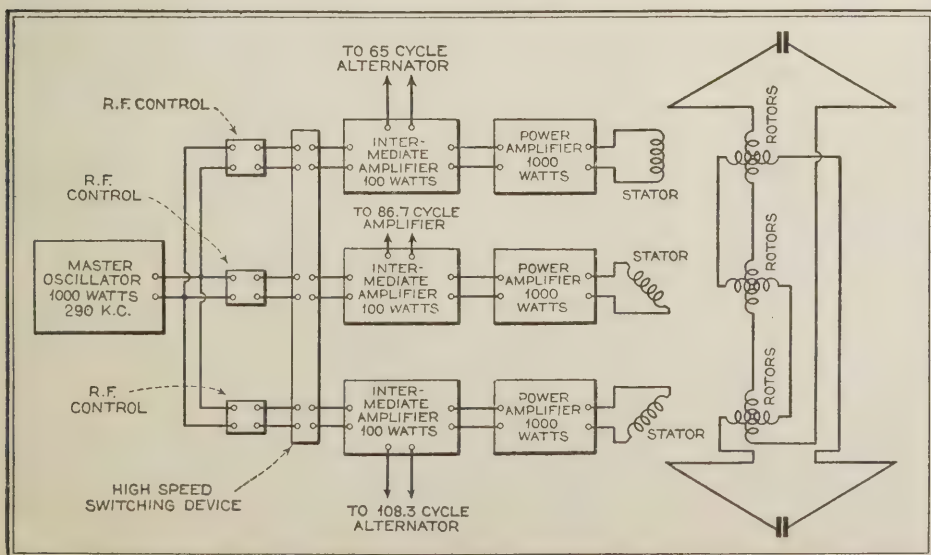 TO 65 CYCLE
ALTERNATOR
R.F. CONTROL
INTER-
MEDIATE
AMPLIFIER
100 WATTS
POWER
AMPLIFIER
1000
WATTS
STATOR
ROTORS
R.F.
CONTROL
TO 86.7 CYCLE
AMPLIFIER
MASTER
OSCILLATOR
1000 WATTS
290 K.C.
INTER-
MEDIATE
AMPLIFIER
100 WATTS
POWER
AMPLIFIER
1000
WATTS
STATOR
ROTORS
R.F.
CONTROL
INTER-
MEDIATE
AMPLIFIER
100 WATTS
POWER
AMPLIFIER
1000
WATTS
STATOR
ROTORS
HIGH SPEED
SWITCHING DEVICE
TO 108.3 CYCLE
ALTERNATOR